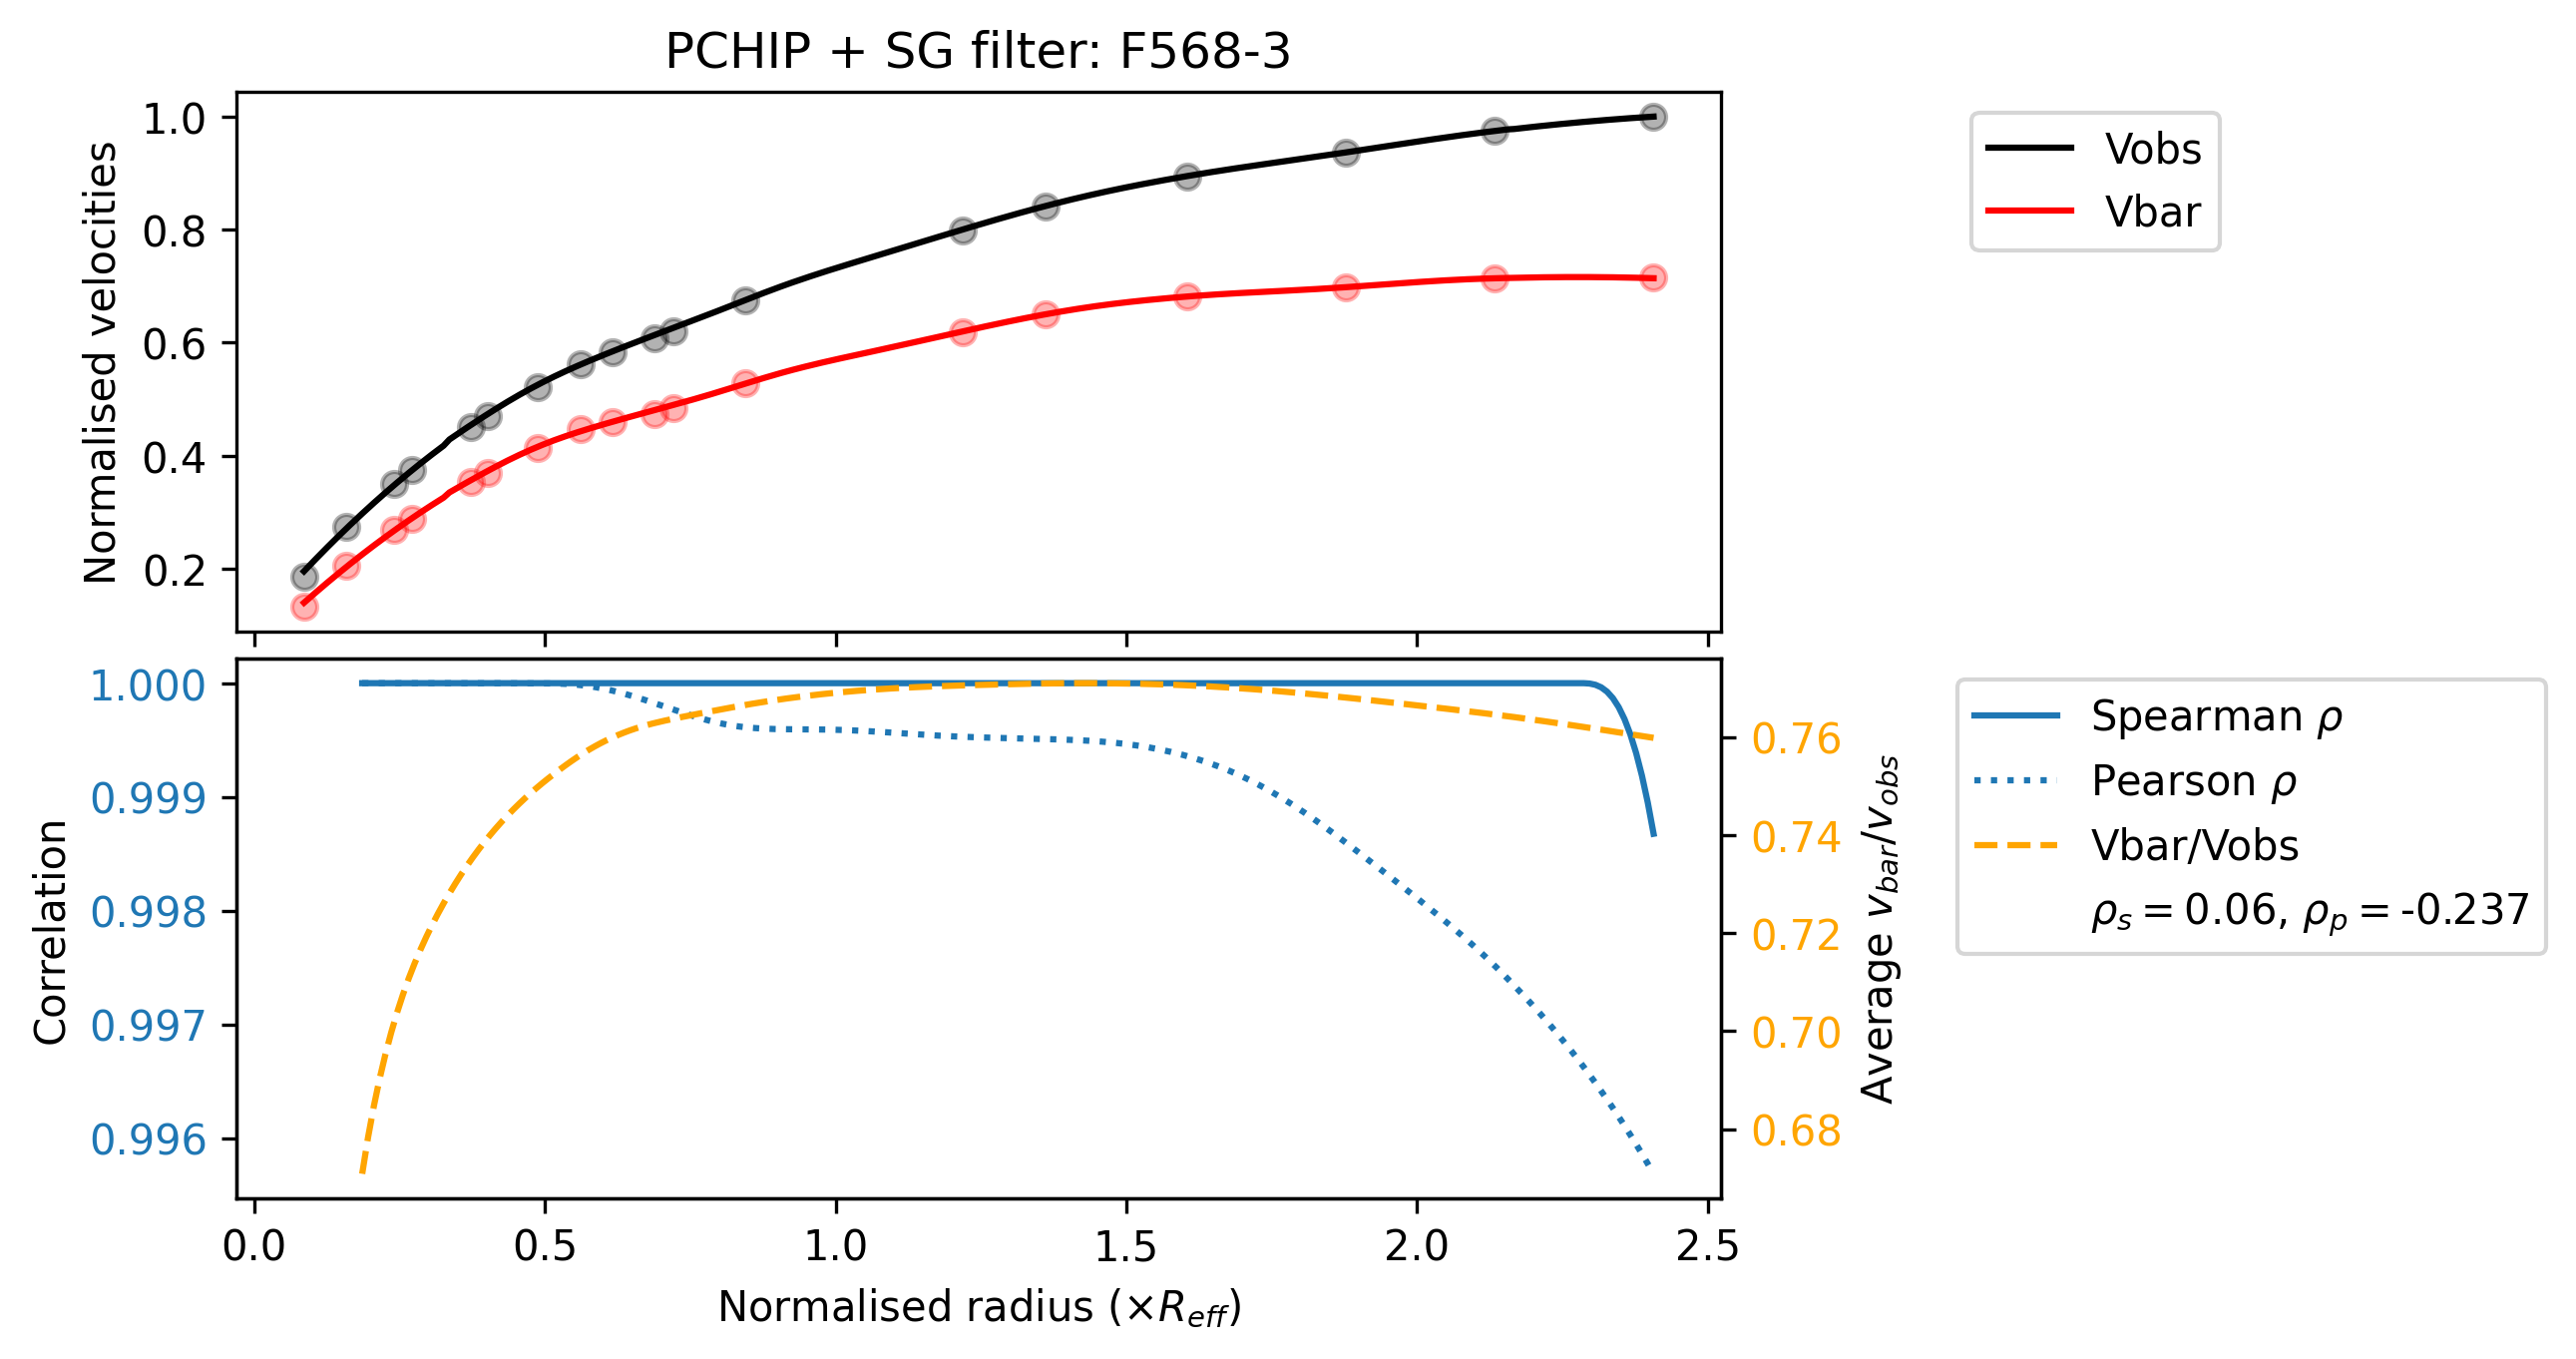 PCHIP + SG filter: F568-3
Normalised velocities
1.0
0.8
0.6
0.4
0.2
Vobs
Vbar
Correlation
1.000
0.999
0.998
0.997
0.996
0.76
0.74
0.72
0.70
0.68
Average v_bar/v_obs
Spearman ρ
Pearson ρ
Vbar/Vobs
ρ_s = 0.06, ρ_p = -0.237
0.0 0.5 1.0 1.5 2.0 2.5
Normalised radius (×R_eff)